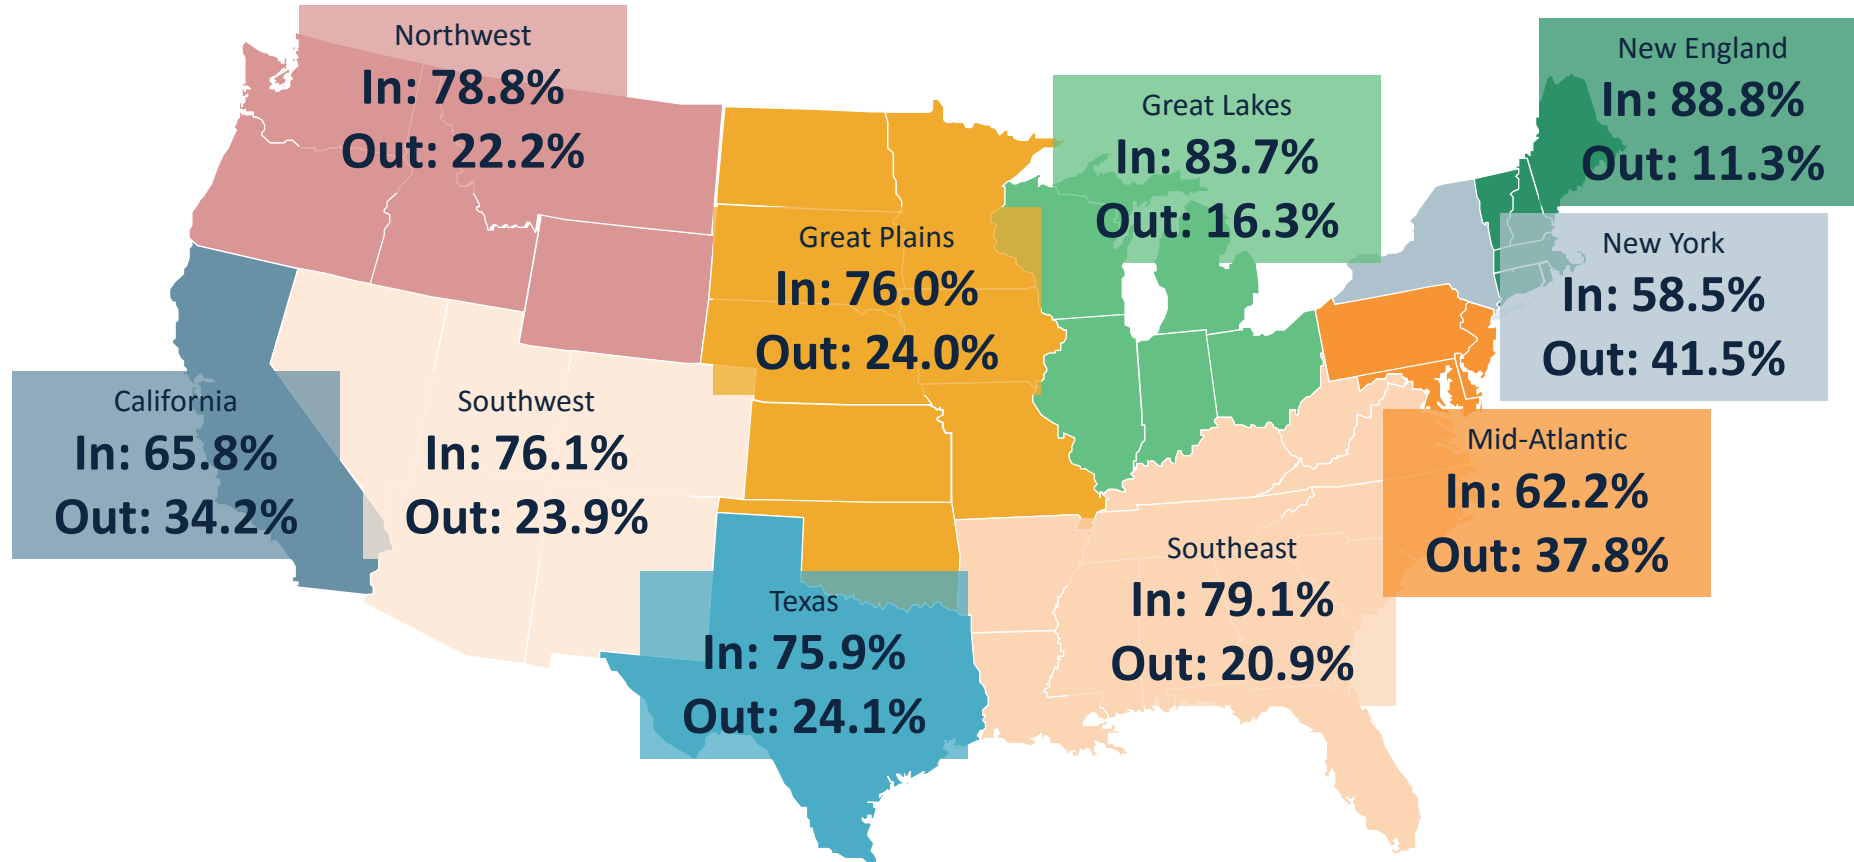 Northwest
In: 78.8%
Out: 22.2%
New England
In: 88.8%
Out: 11.3%
Great Lakes
In: 83.7%
Out: 16.3%
Great Plains
In: 76.0%
Out: 24.0%
New York
In: 58.5%
Out: 41.5%
California
In: 65.8%
Out: 34.2%
Southwest
In: 76.1%
Out: 23.9%
Mid-Atlantic
In: 62.2%
Out: 37.8%
Southeast
In: 79.1%
Out: 20.9%
Texas
In: 75.9%
Out: 24.1%